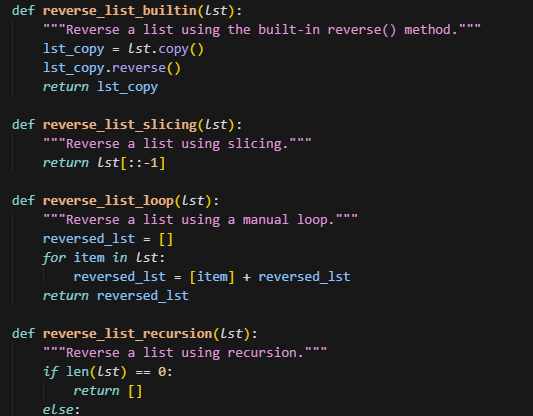 def reverse_list_builtin(lst):
    """Reverse a list using the built-in reverse() method."""
    lst_copy = lst.copy()
    lst_copy.reverse()
    return lst_copy

def reverse_list_slicing(lst):
    """Reverse a list using slicing."""
    return lst[::-1]

def reverse_list_loop(lst):
    """Reverse a list using a manual loop."""
    reversed_lst = []
    for item in lst:
        reversed_lst = [item] + reversed_lst
    return reversed_lst

def reverse_list_recursion(lst):
    """Reverse a list using recursion."""
    if len(lst) == 0:
        return []
    else: